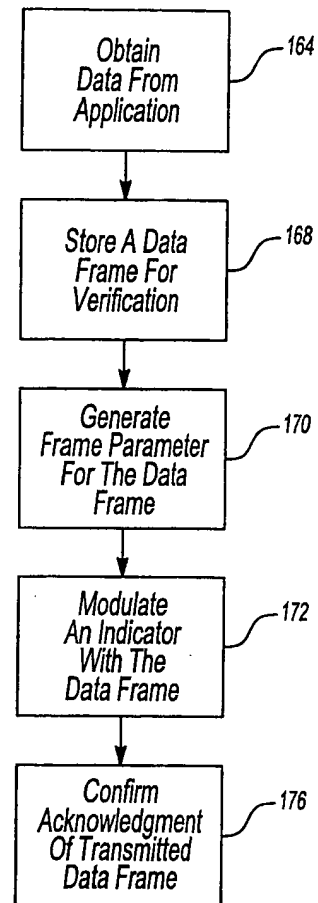 Obtain
Data From
Application
164
Store A Data
Frame For
Verification
168
Generate
Frame Parameter
For The Data
Frame
170
Modulate
An Indicator
With The
Data Frame
172
Confirm
Acknowledgment
Of Transmitted
Data Frame
176